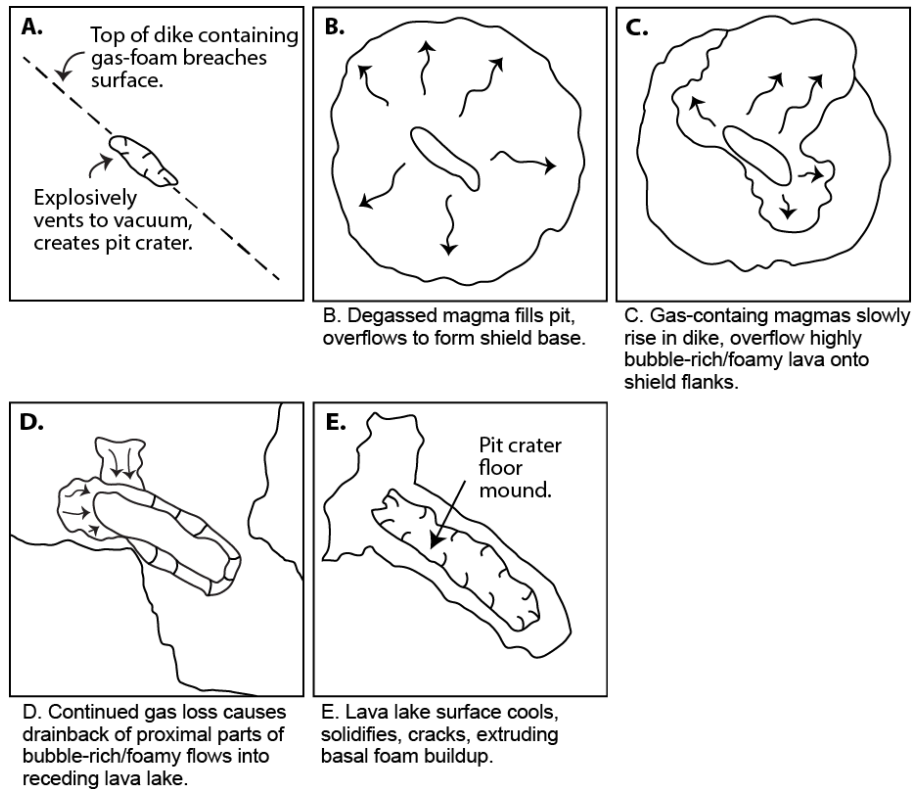 A.
Top of dike containing
gas-foam breaches
surface.
Explosively
vents to vacuum,
creates pit crater.
B.
B. Degassed magma fills pit,
overflows to form shield base.
C.
C. Gas-containg magmas slowly
rise in dike, overflow highly
bubble-rich/foamy lava onto
shield flanks.
D.
D. Continued gas loss causes
drainback of proximal parts of
bubble-rich/foamy flows into
receding lava lake.
E.
Pit crater
floor
mound.
E. Lava lake surface cools,
solidifies, cracks, extruding
basal foam buildup.